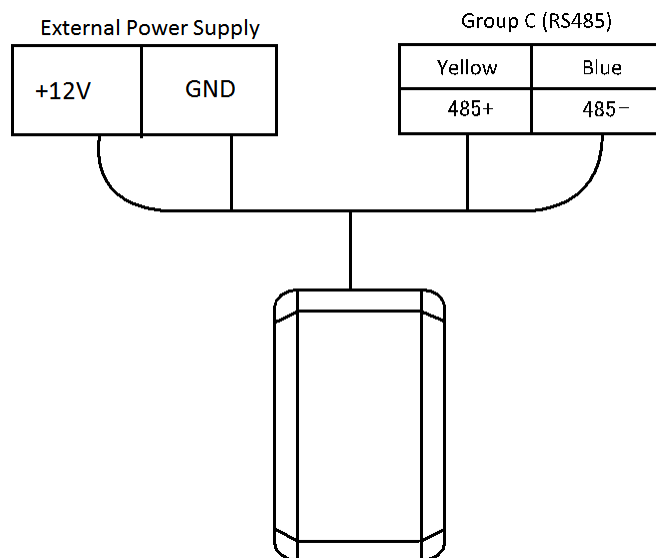 External Power Supply
+12V
GND
Group C (RS485)
Yellow
Blue
485+
485−